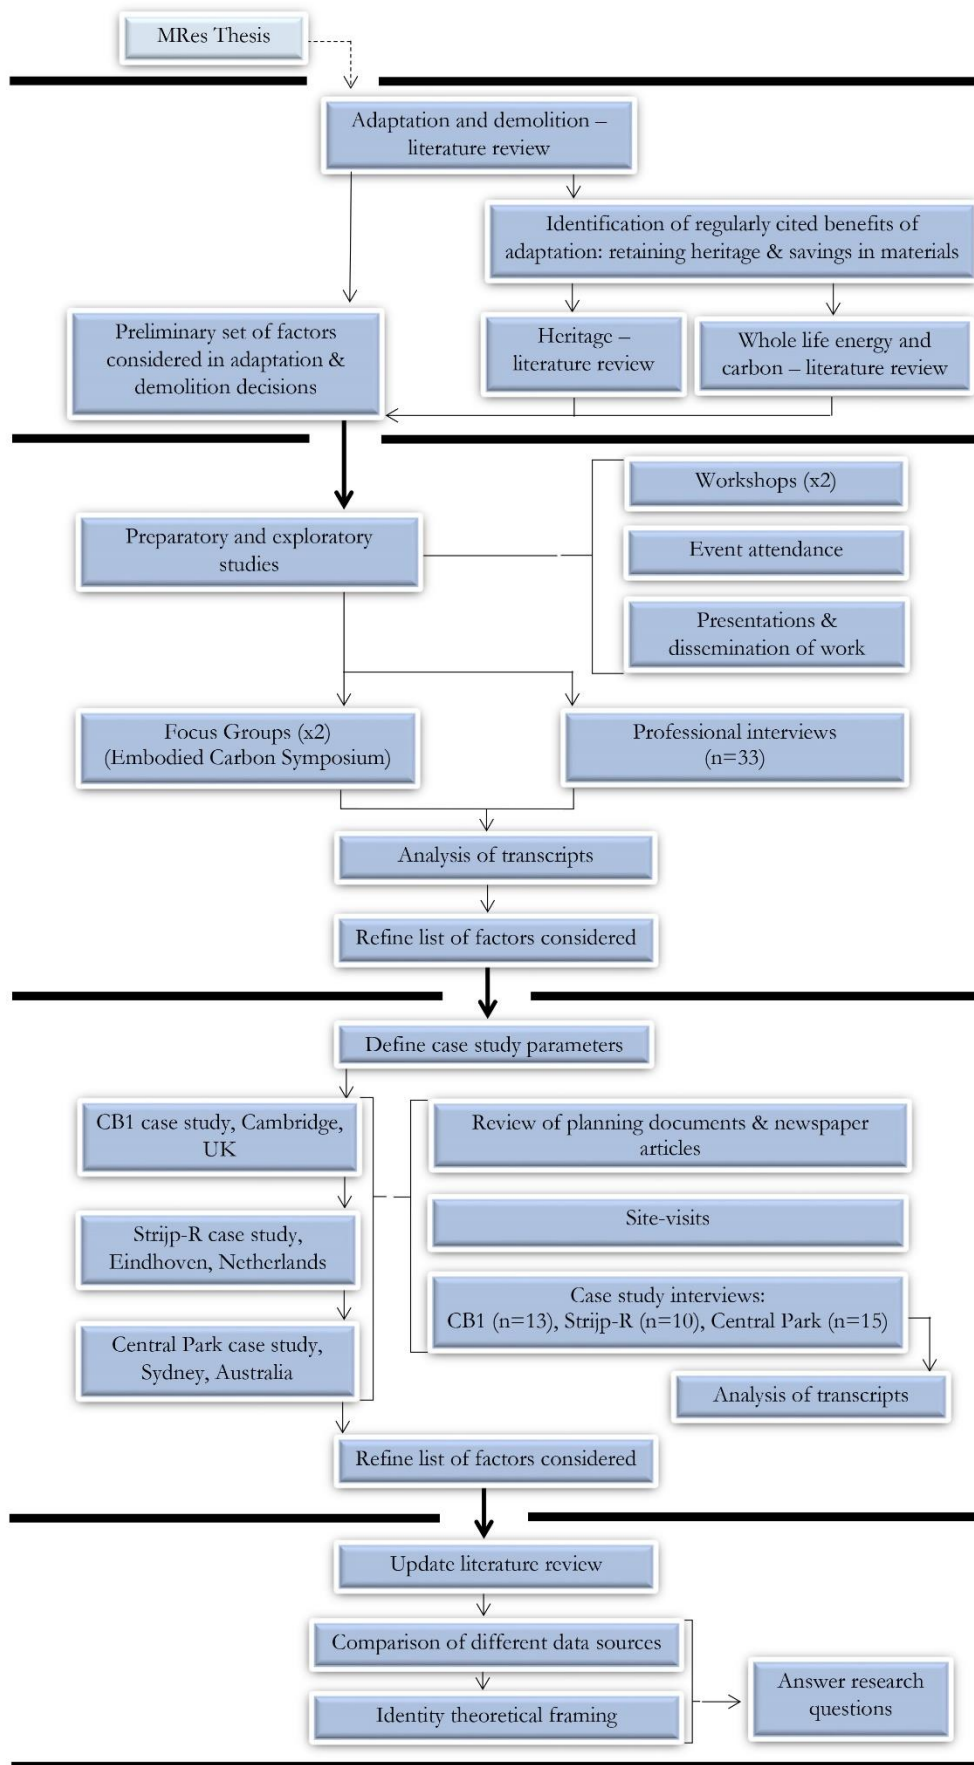 MRes Thesis
Adaptation and demolition –
literature review
Identification of regularly cited benefits of
adaptation: retaining heritage & savings in materials
Preliminary set of factors
considered in adaptation &
demolition decisions
Heritage –
literature review
Whole life energy and
carbon – literature review
Workshops (x2)
Preparatory and exploratory
studies
Event attendance
Presentations &
dissemination of work
Focus Groups (x2)
(Embodied Carbon Symposium)
Professional interviews
(n=33)
Analysis of transcripts
Refine list of factors considered
Define case study parameters
CB1 case study, Cambridge,
UK
Review of planning documents & newspaper
articles
Strijp-R case study,
Eindhoven, Netherlands
Site-visits
Central Park case study,
Sydney, Australia
Case study interviews:
CB1 (n=13), Strijp-R (n=10), Central Park (n=15)
Analysis of transcripts
Refine list of factors considered
Update literature review
Comparison of different data sources
Identity theoretical framing
Answer research
questions